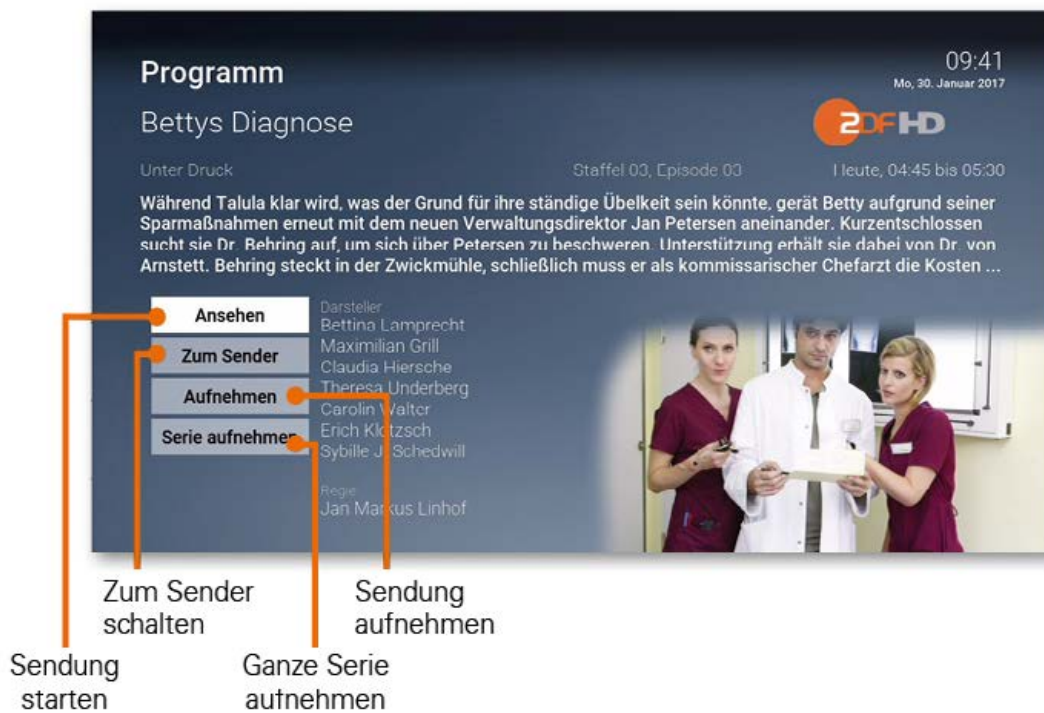 09:41
Programm
Mo, 30. Januar 2017
Bettys Diagnose
2DF HD
Unter Druck
Staffel 03, Episode 03
Heute, 04:45 bis 05:30
Während Talula klar wird, was der Grund für ihre ständige Übelkeit sein könnte, gerät Betty aufgrund seiner
Sparmaßnahmen erneut mit dem neuen Verwaltungsdirektor Jan Petersen aneinander. Kurzentschlossen
sucht sie Dr. Behring auf, um sich über Petersen zu beschweren. Unterstützung erhält sie dabei von Dr. von
Arnstett. Behring steckt in der Zwickmühle, schließlich muss er als kommissarischer Chefarzt die Kosten ...
Ansehen
Zum Sender
Aufnehmen
Serie aufnehmen
Darsteller
Bettina Lamprecht
Maximilian Grill
Claudia Hiersche
Theresa Underberg
Carolin Walter
Erich Klotzsch
Sybille J. Schedwill
Regie
Jan Markus Linhof
Zum Sender
schalten
Sendung
aufnehmen
Sendung
starten
Ganze Serie
aufnehmen